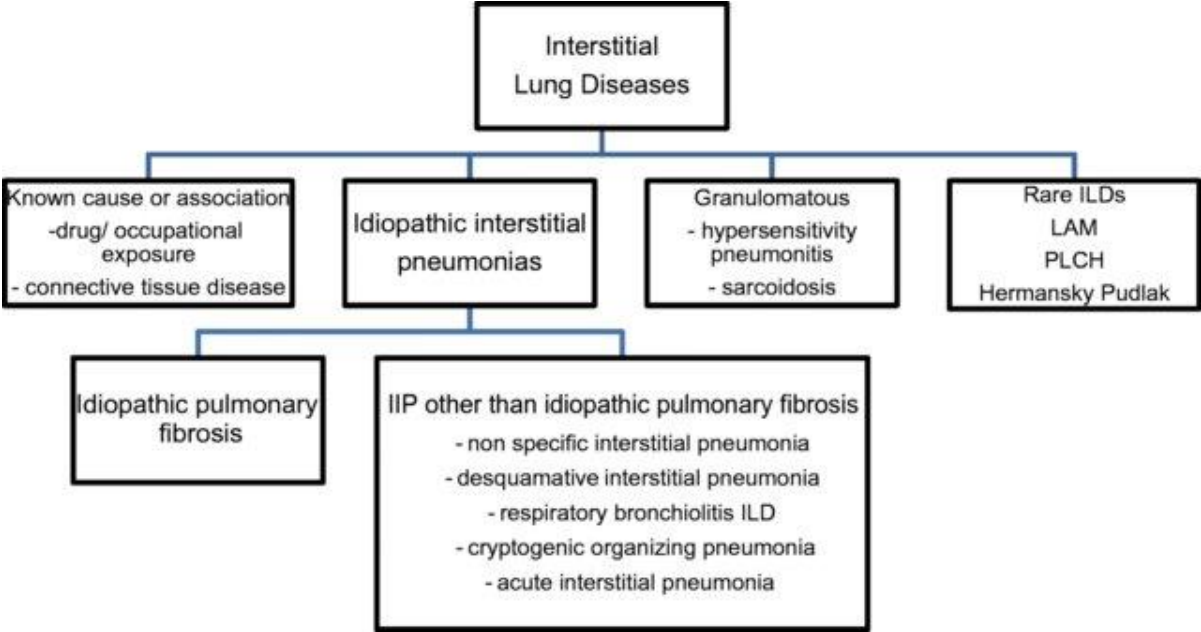 Interstitial
Lung Diseases
Known cause or association
-drug/ occupational
exposure
- connective tissue disease
Idiopathic interstitial
pneumonias
Granulomatous
- hypersensitivity
pneumonitis
- sarcoidosis
Rare ILDs
LAM
PLCH
Hermansky Pudlak
Idiopathic pulmonary
fibrosis
IIP other than idiopathic pulmonary fibrosis
- non specific interstitial pneumonia
- desquamative interstitial pneumonia
- respiratory bronchiolitis ILD
- cryptogenic organizing pneumonia
- acute interstitial pneumonia